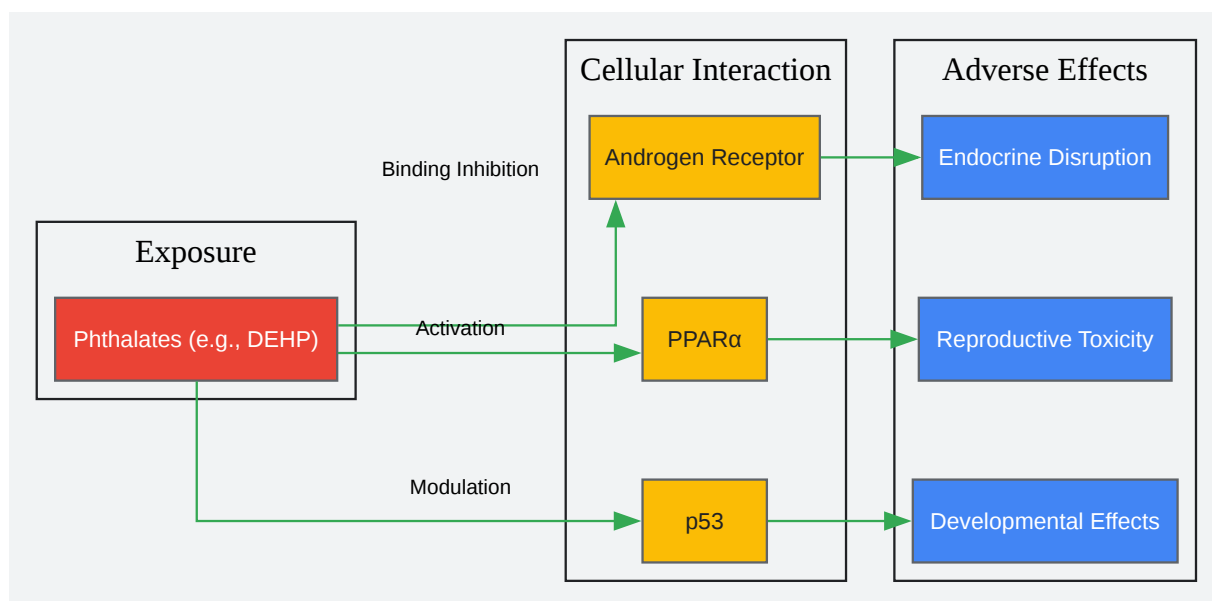 Cellular Interaction
Adverse Effects
Binding Inhibition
Androgen Receptor
Endocrine Disruption
Exposure
Phthalates (e.g., DEHP)
Activation
PPARα
Reproductive Toxicity
Modulation
p53
Developmental Effects